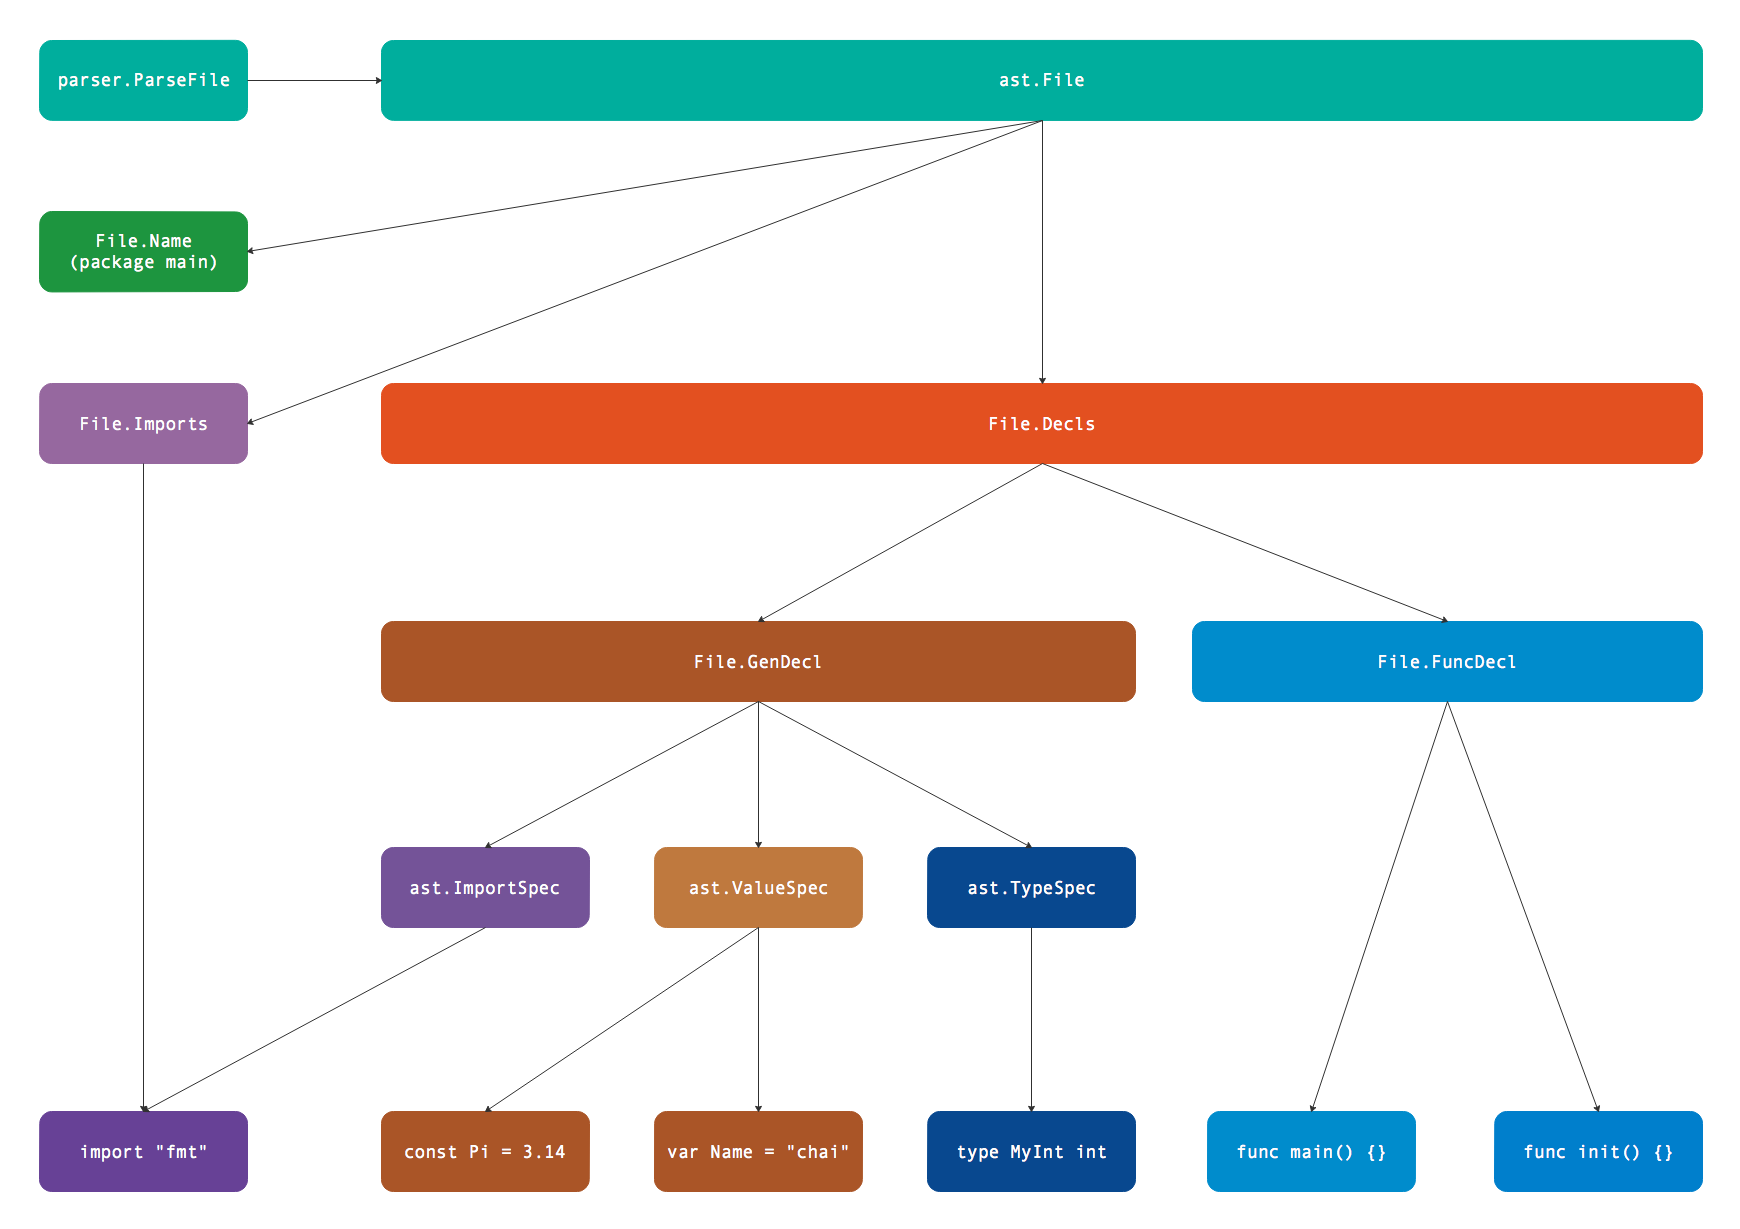 parser.ParseFile
ast.File
File.Name
(package main)
File.Imports
File.Decls
File.GenDecl
File.FuncDecl
ast.ImportSpec
ast.ValueSpec
ast.TypeSpec
import "fmt"
const Pi = 3.14
var Name = "chai"
type MyInt int
func main() {}
func init() {}